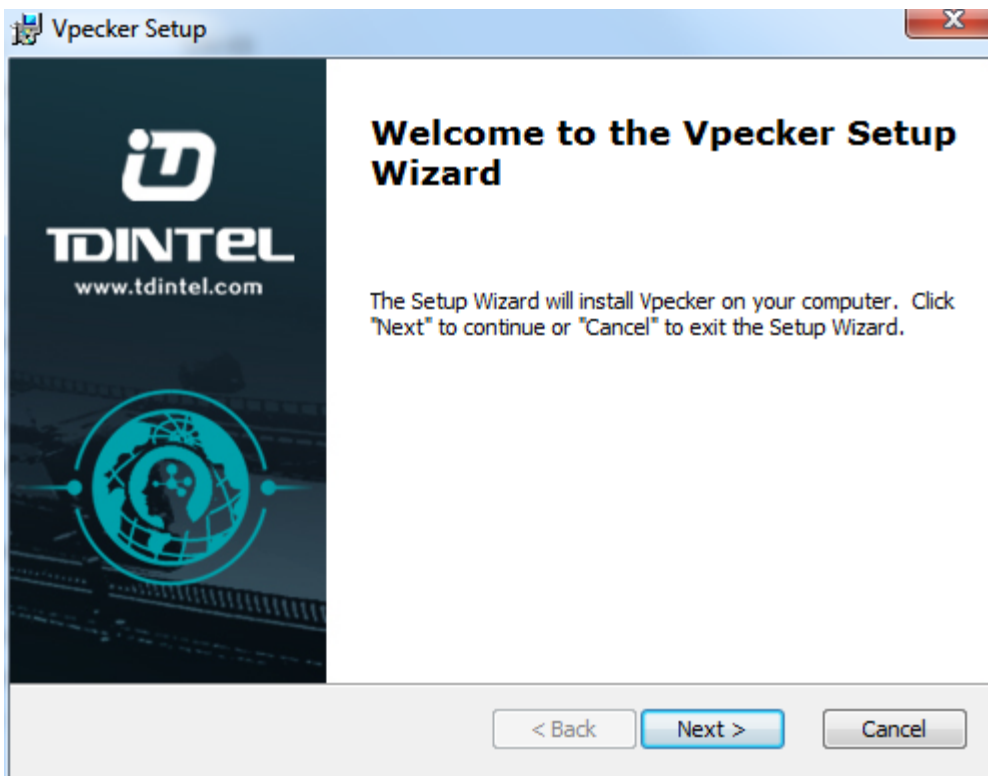 Vpecker Setup
TDINTEL
www.tdintel.com
Welcome to the Vpecker Setup
Wizard
The Setup Wizard will install Vpecker on your computer. Click
"Next" to continue or "Cancel" to exit the Setup Wizard.
< Back
Next >
Cancel